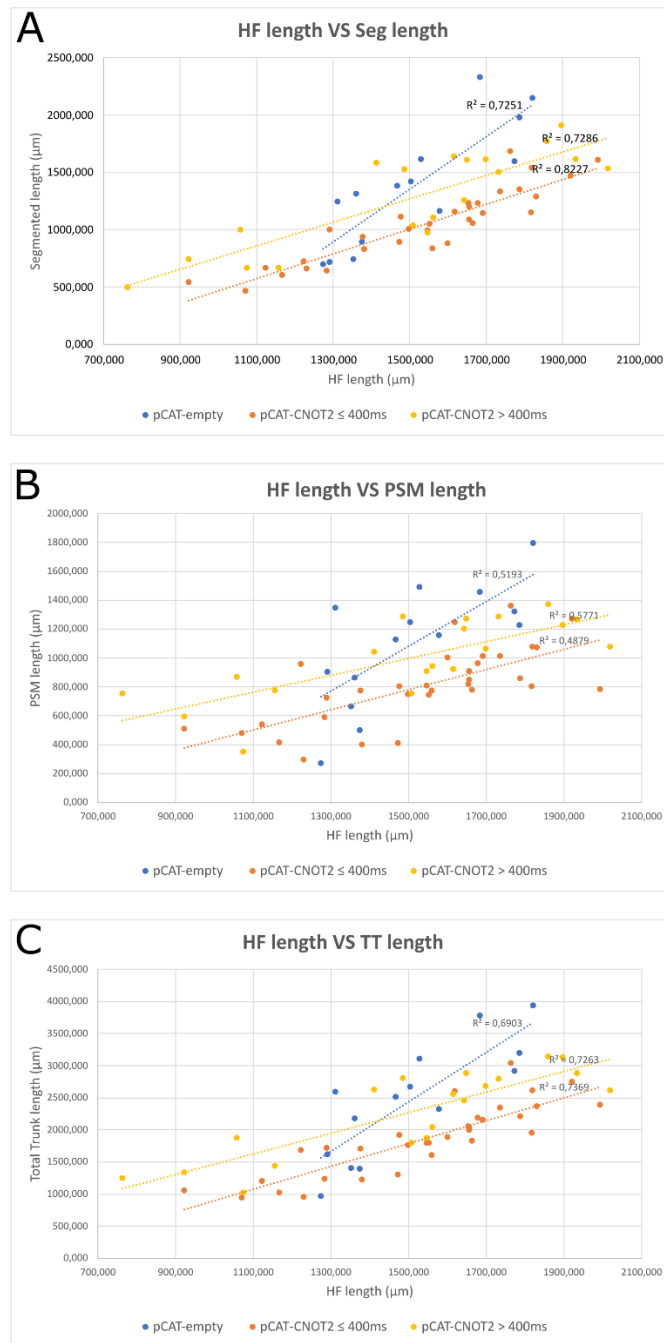 A
HF length VS Seg length
2500,000
2000,000
1500,000
1000,000
500,000
0,000
Segmented length (µm)
R² = 0,7251
R² = 0,7286
R² = 0,8227
700,000 900,000 1100,000 1300,000 1500,000 1700,000 1900,000 2100,000
HF length (µm)
pCAT-empty pCAT-CNOT2 ≤ 400ms pCAT-CNOT2 > 400ms
B
HF length VS PSM length
2000,000
1800,000
1600,000
1400,000
1200,000
1000,000
800,000
600,000
400,000
200,000
0,000
PSM length (µm)
R² = 0,5193
R² = 0,5771
R² = 0,4879
700,000 900,000 1100,000 1300,000 1500,000 1700,000 1900,000 2100,000
HF length (µm)
pCAT-empty pCAT-CNOT2 ≤ 400ms pCAT-CNOT2 > 400ms
C
HF length VS TT length
4500,000
4000,000
3500,000
3000,000
2500,000
2000,000
1500,000
1000,000
500,000
0,000
Total Trunk length (µm)
R² = 0,6903
R² = 0,7263
R² = 0,7369
700,000 900,000 1100,000 1300,000 1500,000 1700,000 1900,000 2100,000
HF length (µm)
pCAT-empty pCAT-CNOT2 ≤ 400ms pCAT-CNOT2 > 400ms